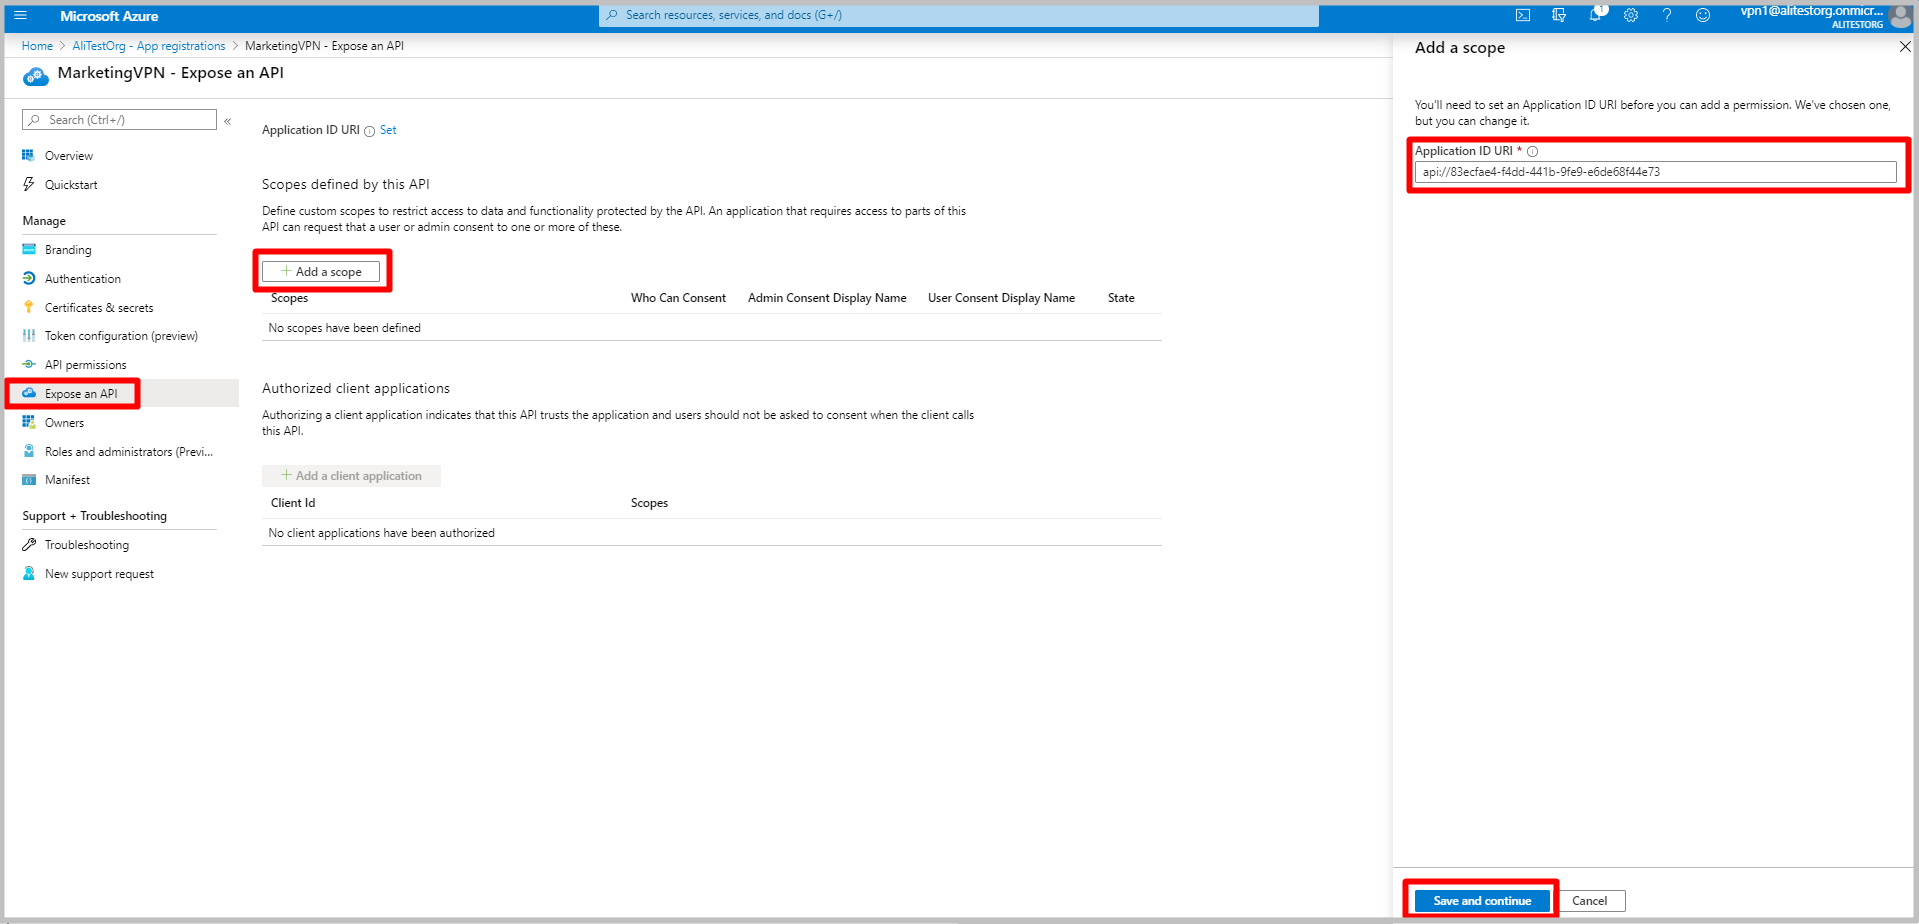 Microsoft Azure
Search resources, services, and docs (G+/)
1
vpn1@alitestorg.onmicr...
ALITESTORG
Home > AliTestOrg - App registrations > MarketingVPN - Expose an API
MarketingVPN - Expose an API
Search (Ctrl+/)
«
Overview
Quickstart
Manage
Branding
Authentication
Certificates & secrets
Token configuration (preview)
API permissions
Expose an API
Owners
Roles and administrators (Previ...
Manifest
Support + Troubleshooting
Troubleshooting
New support request
Application ID URI Set
Scopes defined by this API
Define custom scopes to restrict access to data and functionality protected by the API. An application that requires access to parts of this
API can request that a user or admin consent to one or more of these.
+ Add a scope
Scopes Who Can Consent Admin Consent Display Name User Consent Display Name State
No scopes have been defined
Authorized client applications
Authorizing a client application indicates that this API trusts the application and users should not be asked to consent when the client calls
this API.
+ Add a client application
Client Id Scopes
No client applications have been authorized
Add a scope
You'll need to set an Application ID URI before you can add a permission. We've chosen one,
but you can change it.
Application ID URI *
api://83ecfae4-f4dd-441b-9fe9-e6de68f44e73
Save and continue Cancel